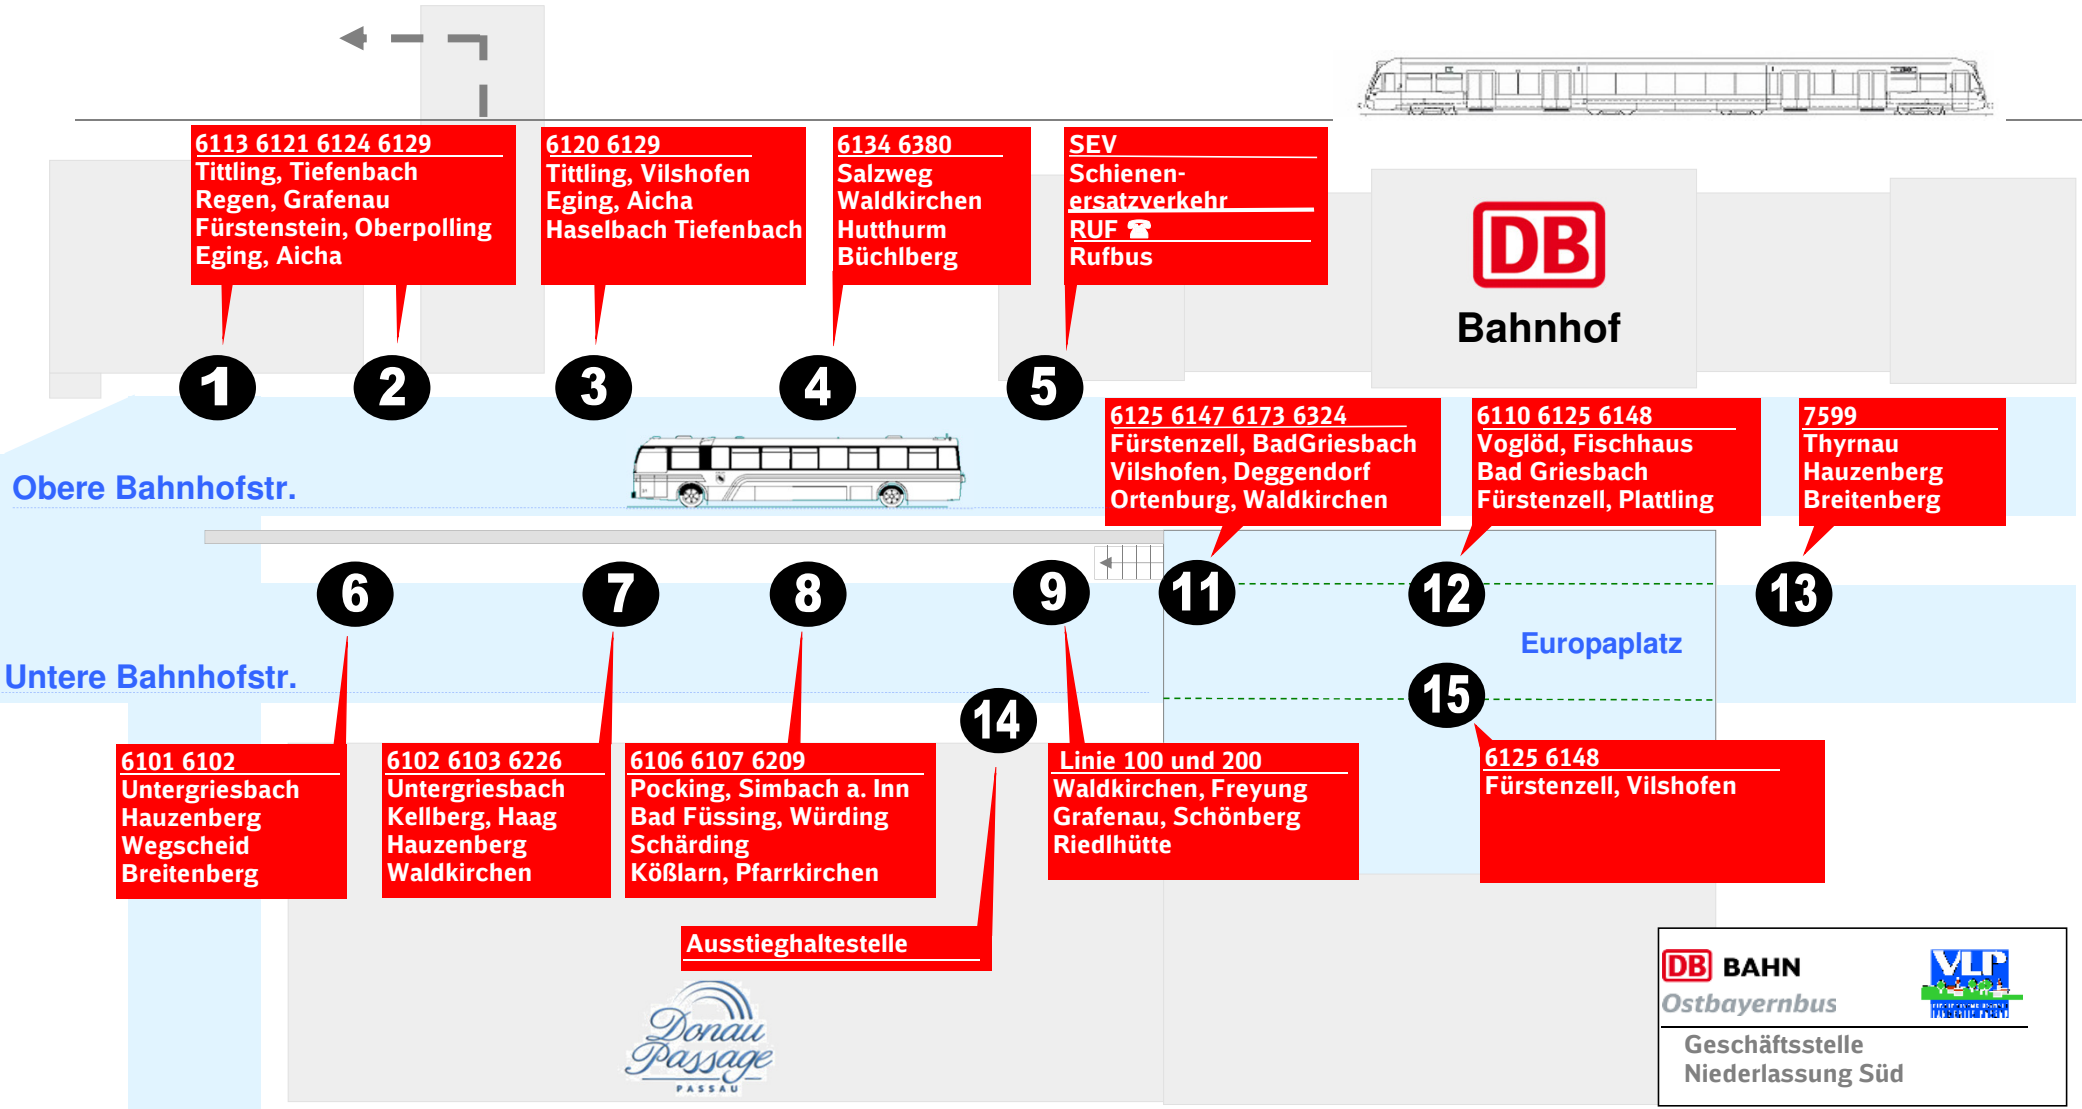 6113 6121 6124 6129
Tittling, Tiefenbach
Regen, Grafenau
Fürstenstein, Oberpolling
Eging, Aicha
6120 6129
Tittling, Vilshofen
Eging, Aicha
Haselbach Tiefenbach
6134 6380
Salzweg
Waldkirchen
Hutthurm
Büchlberg
SEV
Schienen-
ersatzverkehr
RUF ☎
Rufbus
DB
Bahnhof
1
2
3
4
5
6125 6147 6173 6324
Fürstenzell, BadGriesbach
Vilshofen, Deggendorf
Ortenburg, Waldkirchen
6110 6125 6148
Voglöd, Fischhaus
Bad Griesbach
Fürstenzell, Plattling
7599
Thyrnau
Hauzenberg
Breitenberg
Obere Bahnhofstr.
6
7
8
9
11
12
13
Europaplatz
Untere Bahnhofstr.
14
15
6101 6102
Untergriesbach
Hauzenberg
Wegscheid
Breitenberg
6102 6103 6226
Untergriesbach
Kellberg, Haag
Hauzenberg
Waldkirchen
6106 6107 6209
Pocking, Simbach a. Inn
Bad Füssing, Würding
Schärding
Kößlarn, Pfarrkirchen
Linie 100 und 200
Waldkirchen, Freyung
Grafenau, Schönberg
Riedlhütte
6125 6148
Fürstenzell, Vilshofen
Ausstieghaltestelle
Donau
Passage
PASSAU
DB BAHN
Ostbayernbus
VLP
Geschäftsstelle
Niederlassung Süd